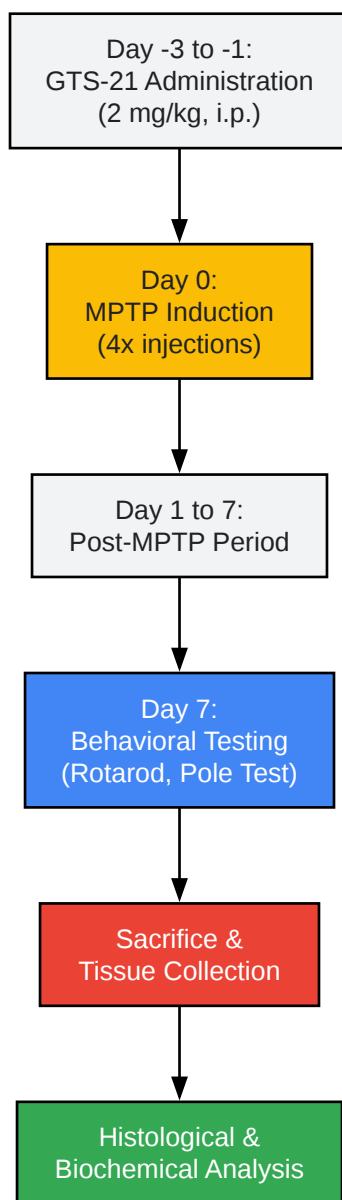 Day -3 to -1:
GTS-21 Administration
(2 mg/kg, i.p.)
Day 0:
MPTP Induction
(4x injections)
Day 1 to 7:
Post-MPTP Period
Day 7:
Behavioral Testing
(Rotarod, Pole Test)
Sacrifice &
Tissue Collection
Histological &
Biochemical Analysis